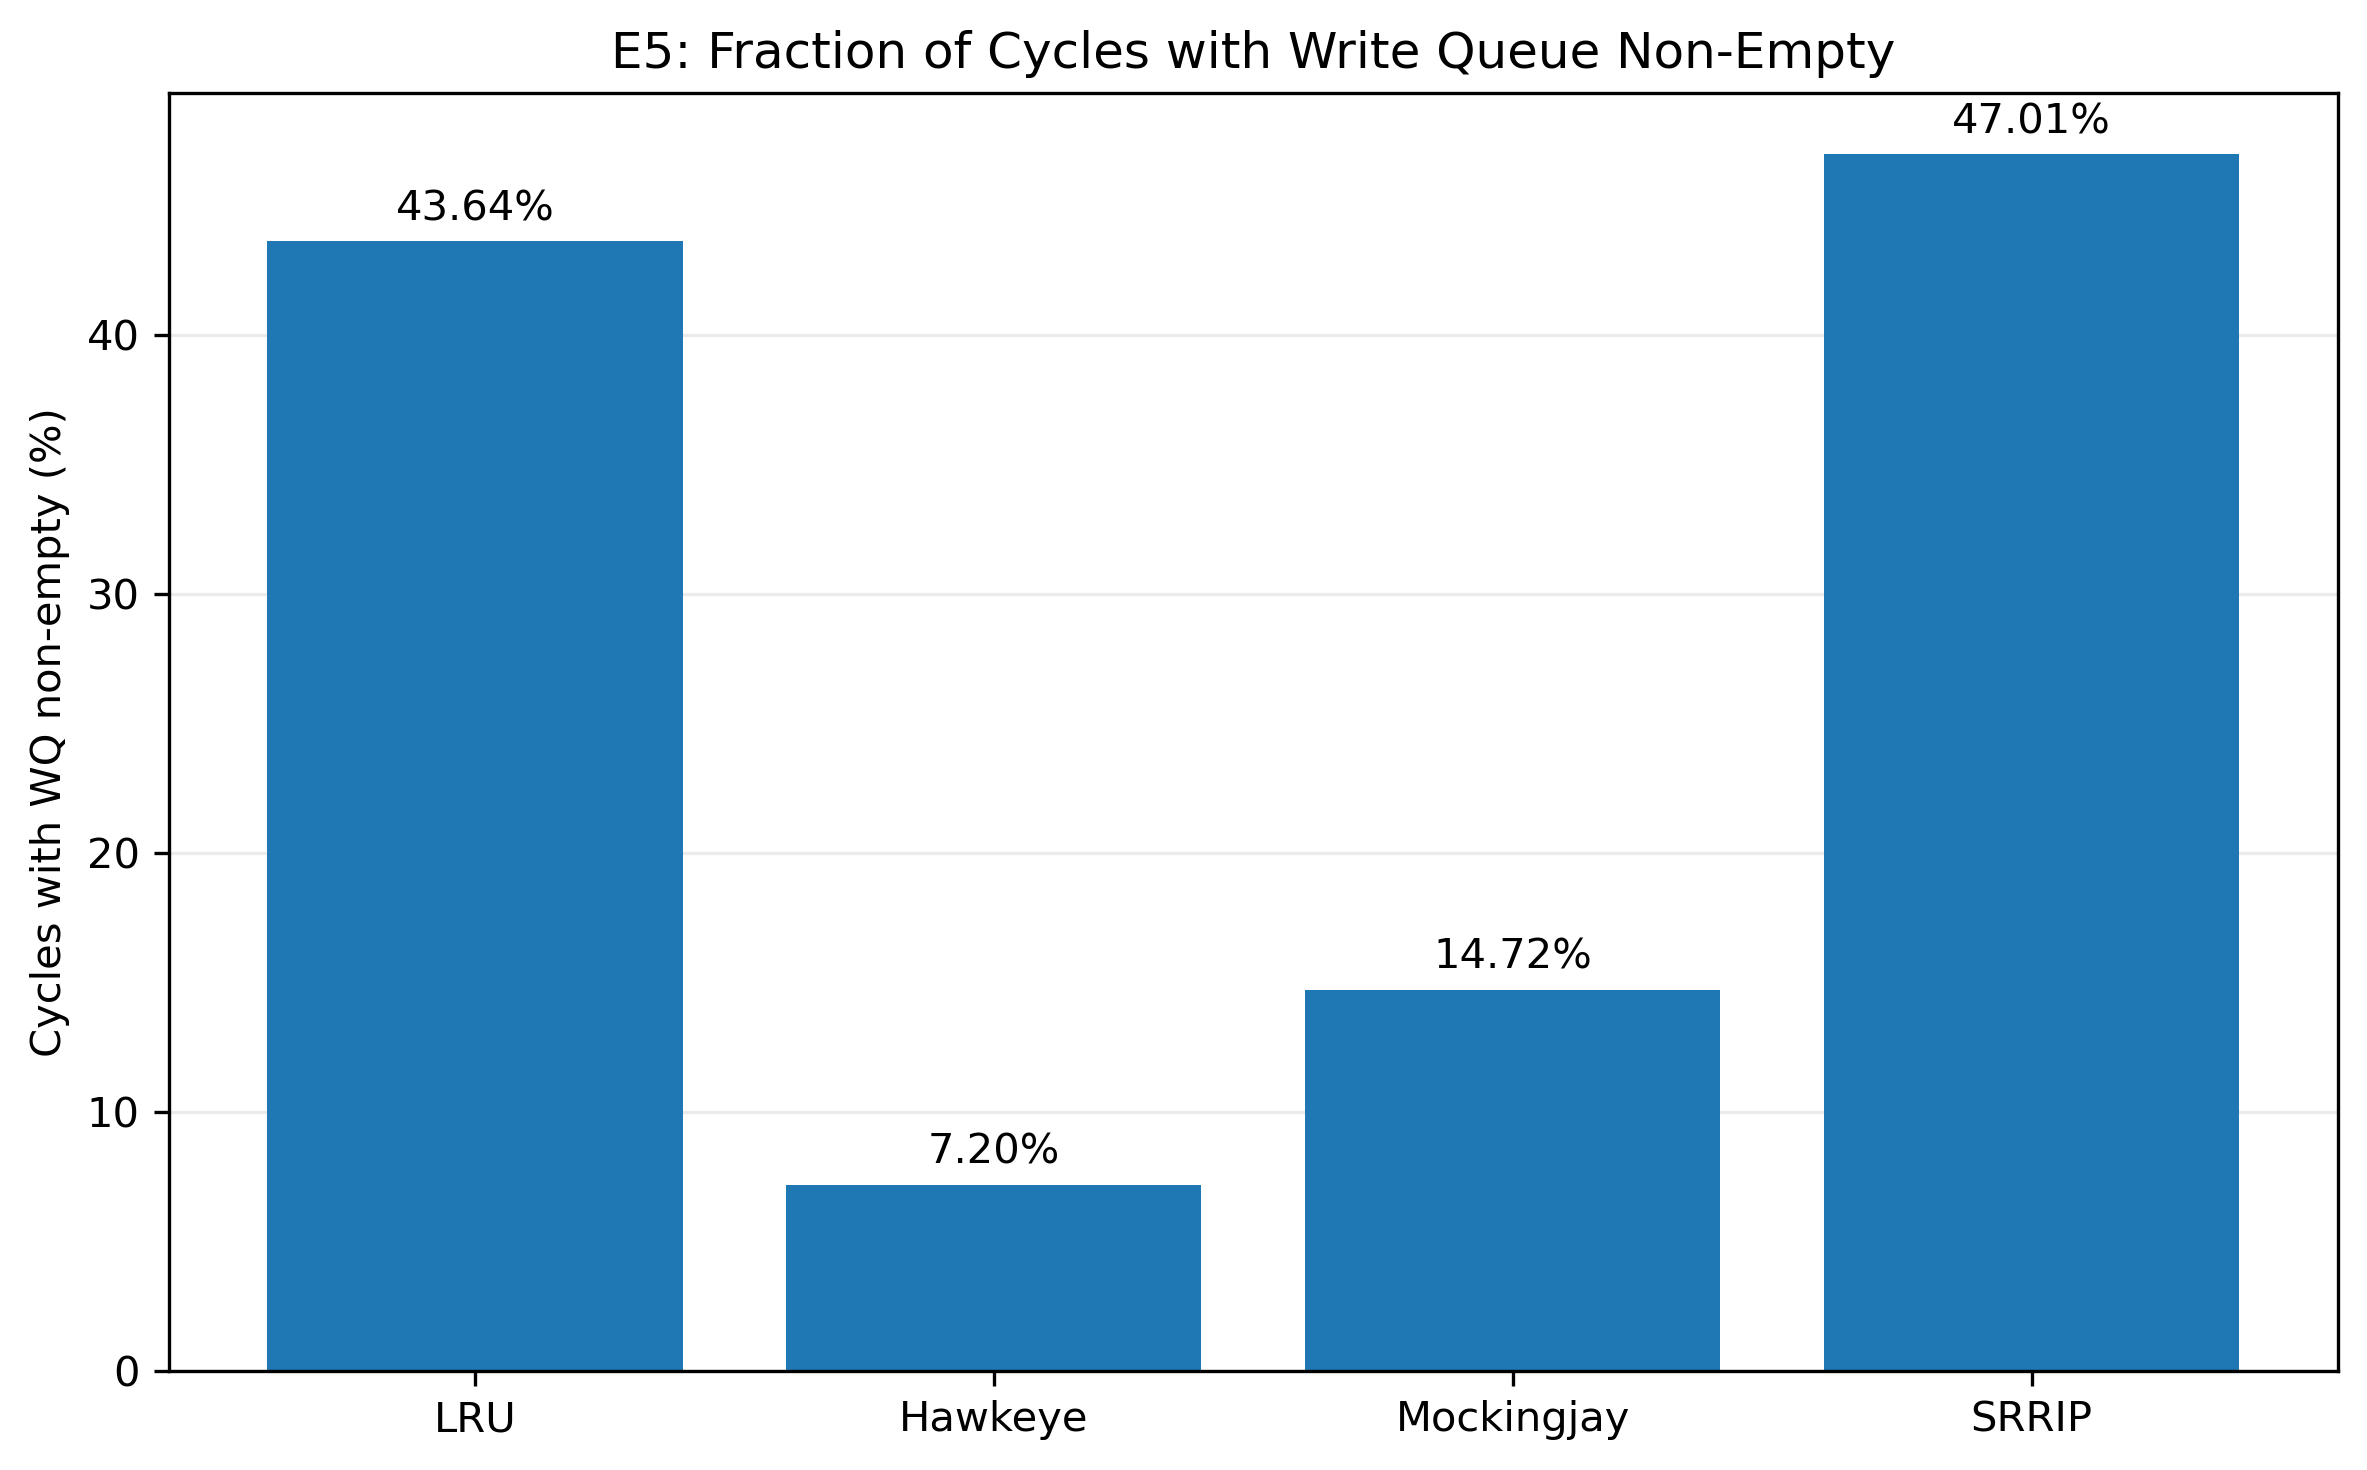 E5: Fraction of Cycles with Write Queue Non-Empty
Cycles with WQ non-empty (%)
40
30
20
10
0
43.64%
7.20%
14.72%
47.01%
LRU
Hawkeye
Mockingjay
SRRIP